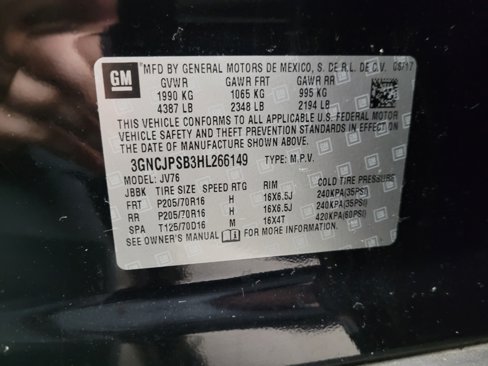 GM
MFD BY GENERAL MOTORS DE MEXICO, S. DE R.L. DE C.V. 06/17
GVWR GAWR FRT GAWR RR
1990 KG 1065 KG 995 KG
4387 LB 2348 LB 2194 LB
THIS VEHICLE CONFORMS TO ALL APPLICABLE U.S. FEDERAL MOTOR
VEHICLE SAFETY, AND THEFT PREVENTION STANDARDS IN EFFECT ON
THE DATE OF MANUFACTURE SHOWN ABOVE.
3GNCJPSB3HL266149 TYPE: M.P.V.
MODEL: JV76
JBBK TIRE SIZE SPEED RTG RIM COLD TIRE PRESSURE
FRT P205/70R16 H 16X6.5J 240KPA(35PSI)
RR P205/70R16 H 16X6.5J 240KPA(35PSI)
SPA T125/70D16 M 16X4T 420KPA(60PSI)
SEE OWNER'S MANUAL FOR MORE INFORMATION.